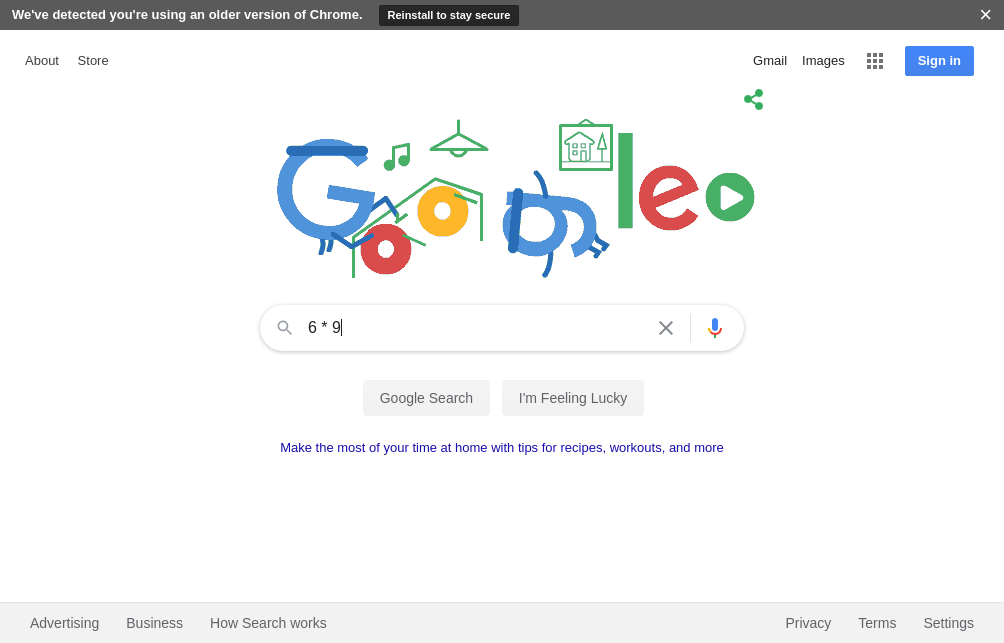 We've detected you're using an older version of Chrome. Reinstall to stay secure
About Store Gmail Images Sign in
6 * 9
Google Search I'm Feeling Lucky
Make the most of your time at home with tips for recipes, workouts, and more
Advertising Business How Search works Privacy Terms Settings